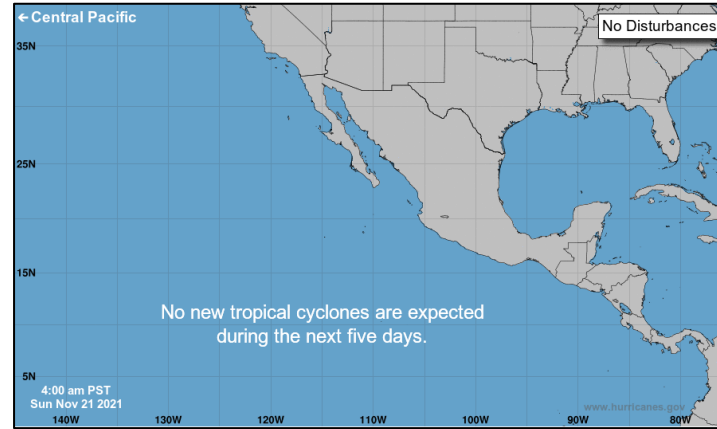 ← Central Pacific
No Disturbances
35N
25N
15N
No new tropical cyclones are expected
during the next five days.
5N
4:00 am PST
Sun Nov 21 2021
www.hurricanes.gov
140W 130W 120W 110W 100W 90W 80W